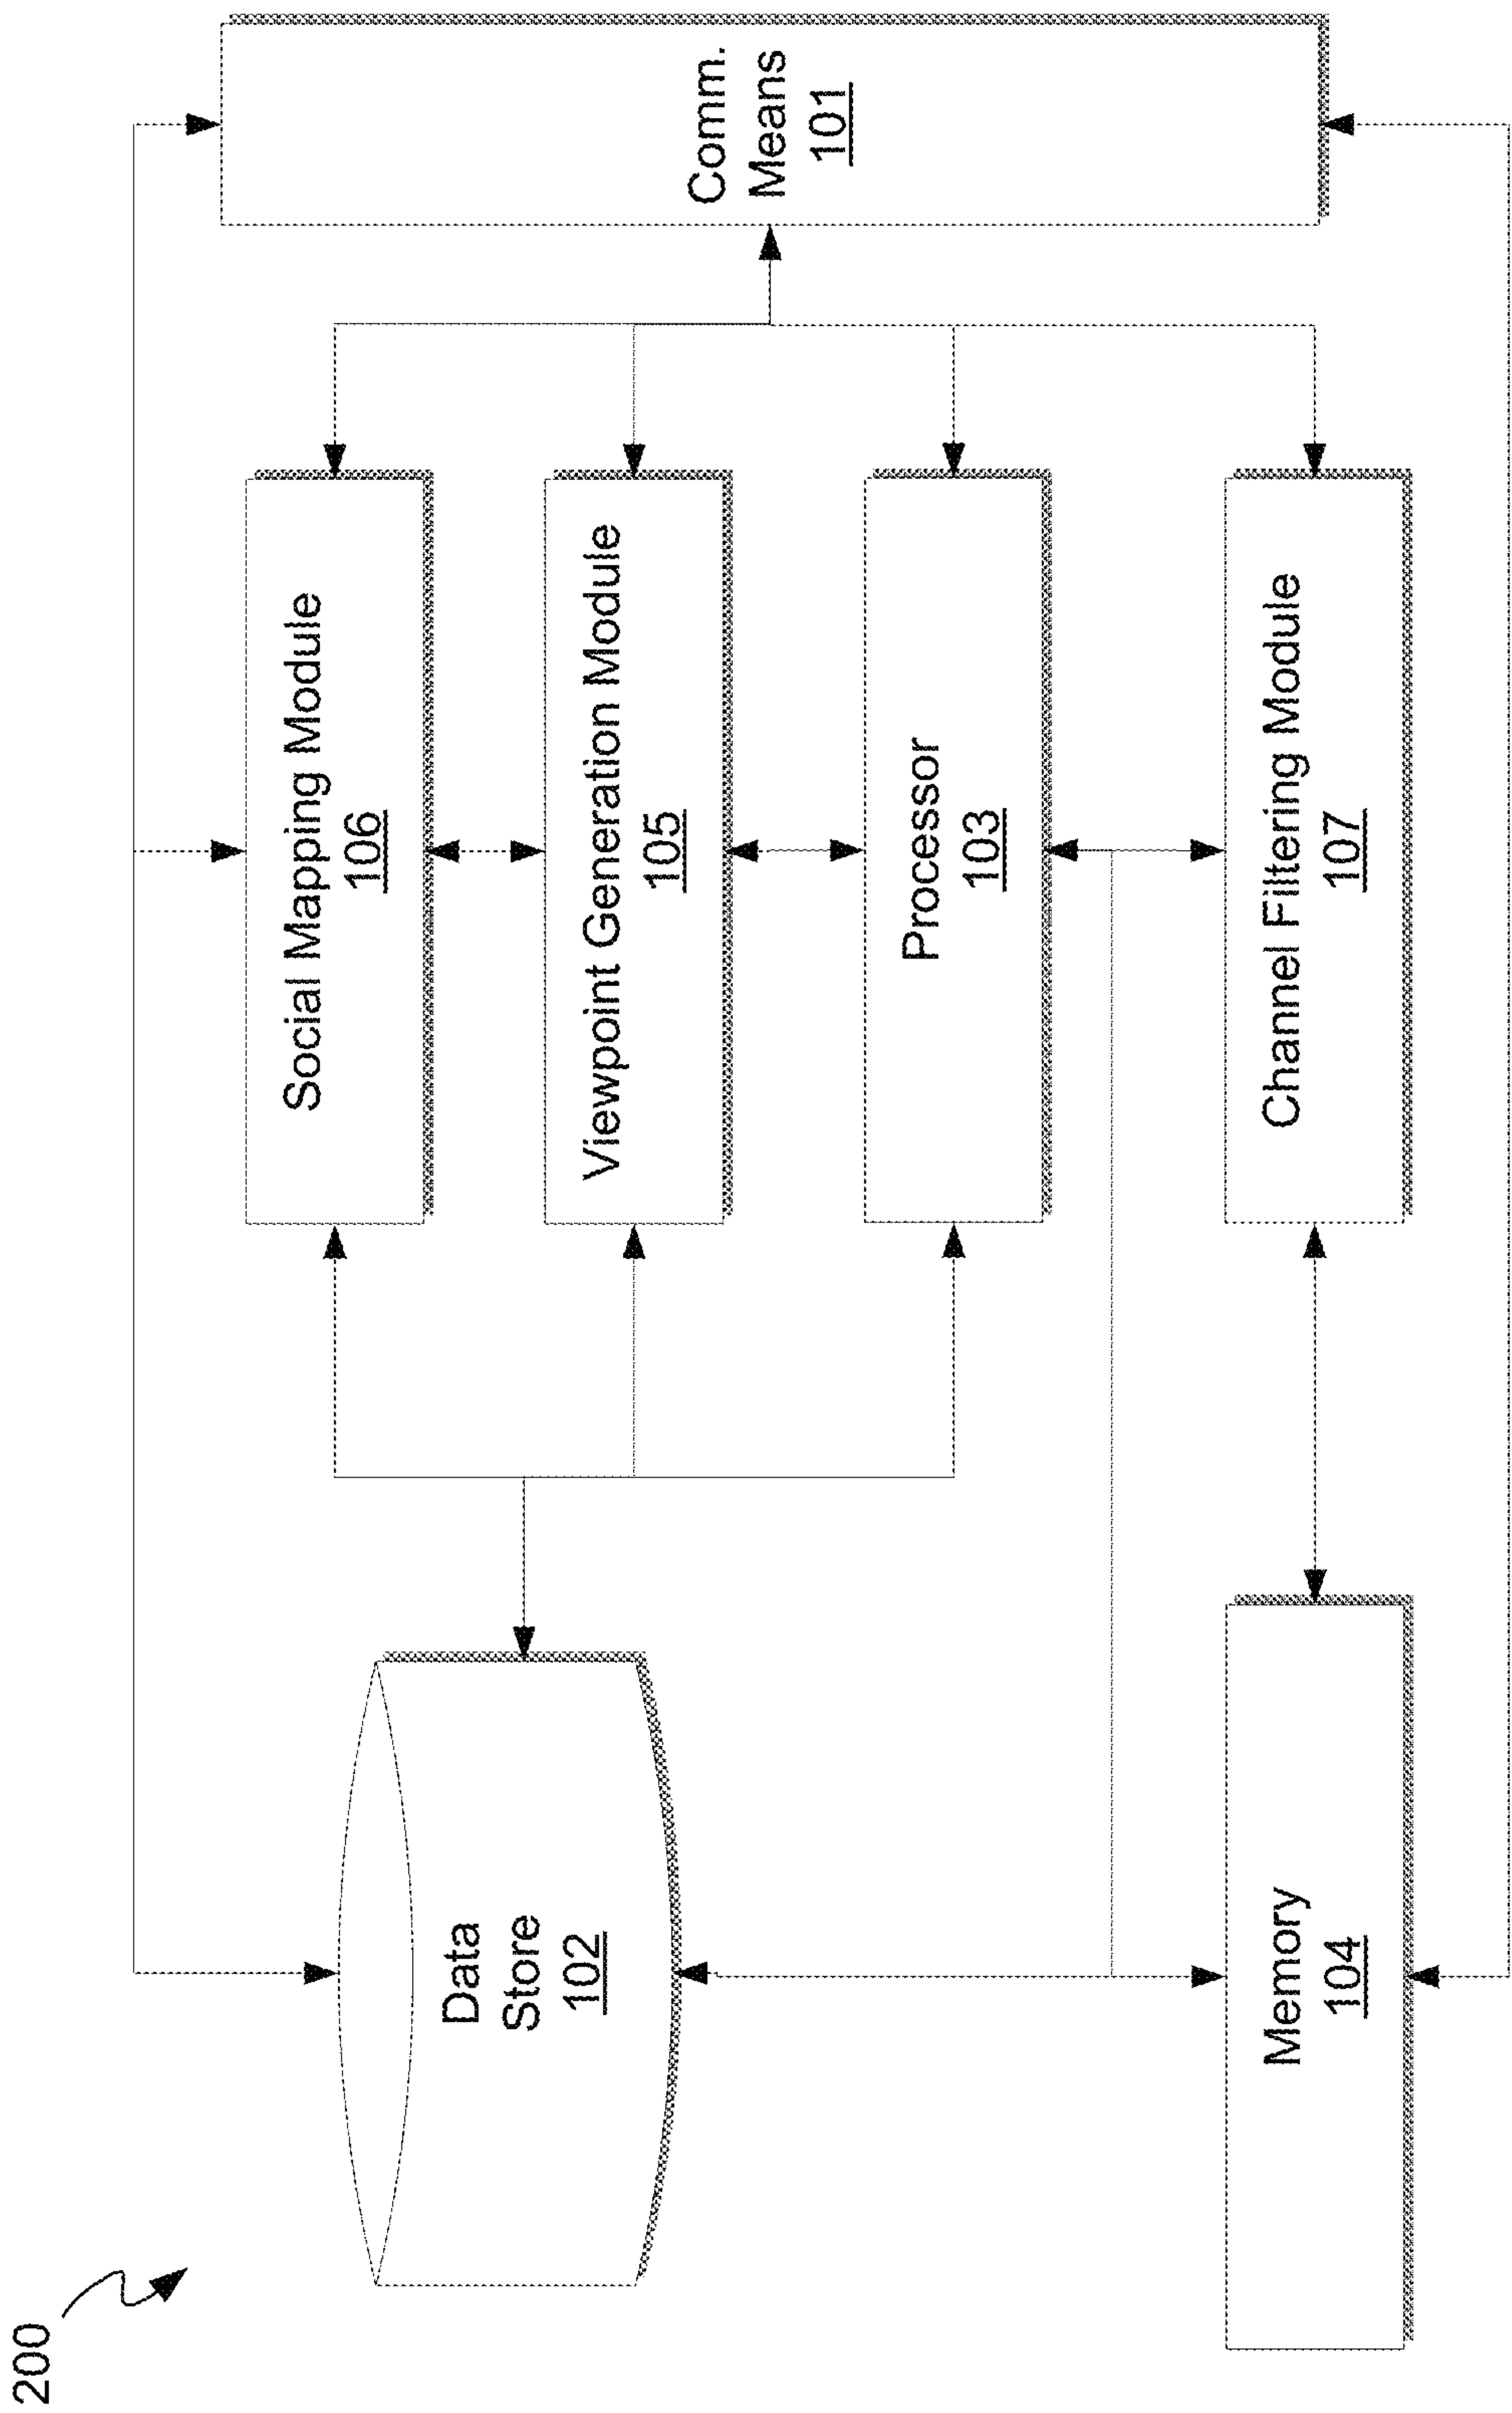 200
Data
Store
102
Memory
104
Social Mapping Module
106
Viewpoint Generation Module
105
Processor
103
Channel Filtering Module
107
Comm.
Means
101